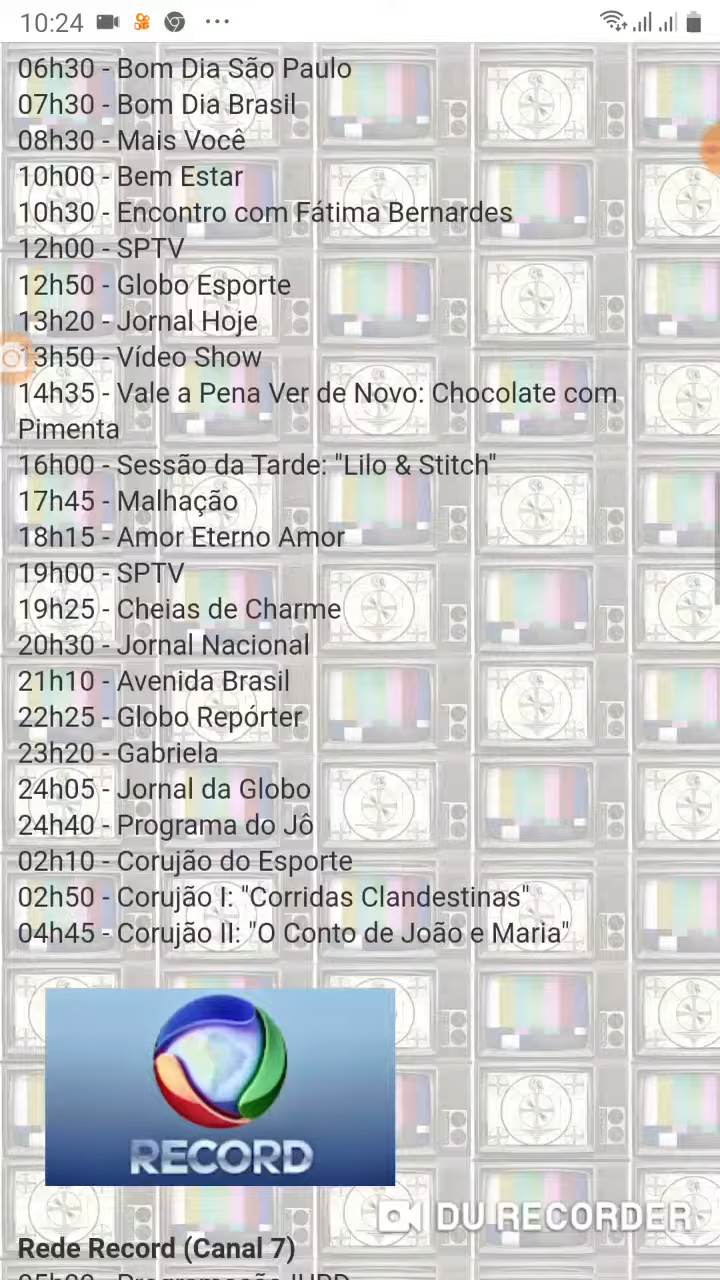 10:24
06h30 - Bom Dia São Paulo
07h30 - Bom Dia Brasil
08h30 - Mais Você
10h00 - Bem Estar
10h30 - Encontro com Fátima Bernardes
12h00 - SPTV
12h50 - Globo Esporte
13h20 - Jornal Hoje
13h50 - Vídeo Show
14h35 - Vale a Pena Ver de Novo: Chocolate com
Pimenta
16h00 - Sessão da Tarde: "Lilo & Stitch"
17h45 - Malhação
18h15 - Amor Eterno Amor
19h00 - SPTV
19h25 - Cheias de Charme
20h30 - Jornal Nacional
21h10 - Avenida Brasil
22h25 - Globo Repórter
23h20 - Gabriela
24h05 - Jornal da Globo
24h40 - Programa do Jô
02h10 - Corujão do Esporte
02h50 - Corujão I: "Corridas Clandestinas"
04h45 - Corujão II: "O Conto de João e Maria"
RECORD
DU RECORDER
Rede Record (Canal 7)
05h00 - Programação IURD